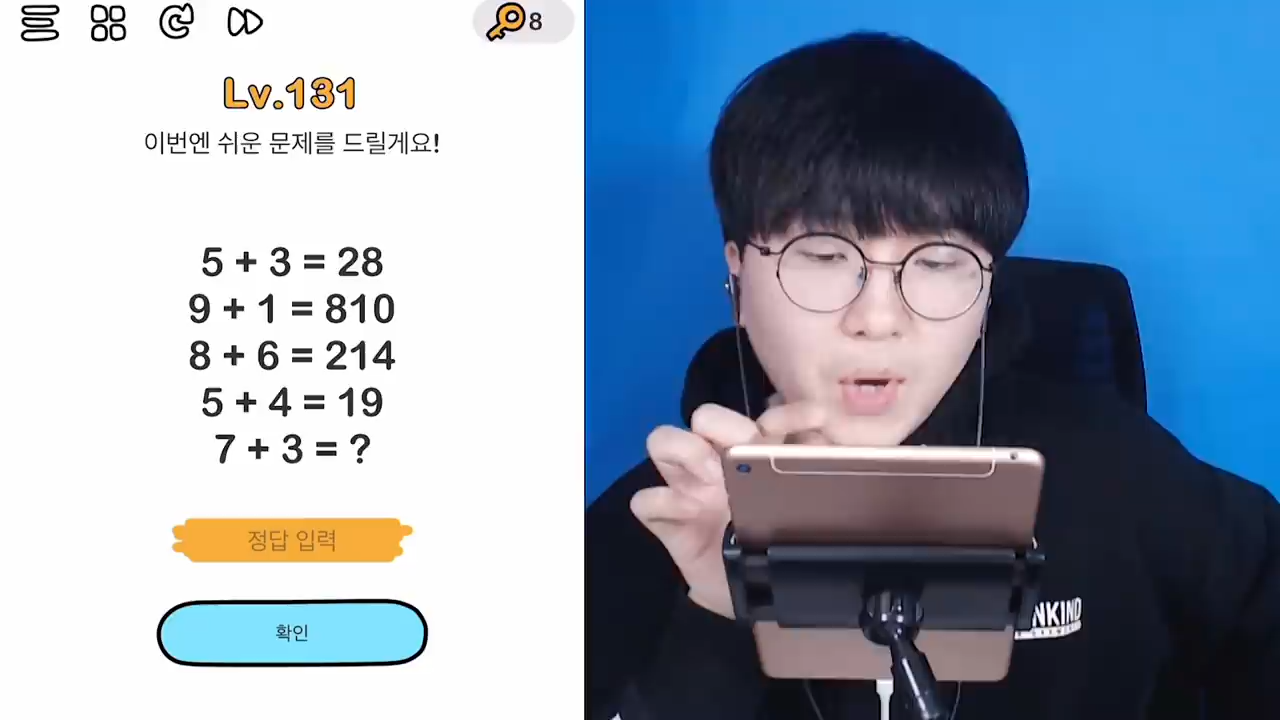 8
Lv.131
이번엔 쉬운 문제를 드릴게요!
5 + 3 = 28
9 + 1 = 810
8 + 6 = 214
5 + 4 = 19
7 + 3 = ?
정답 입력
확인